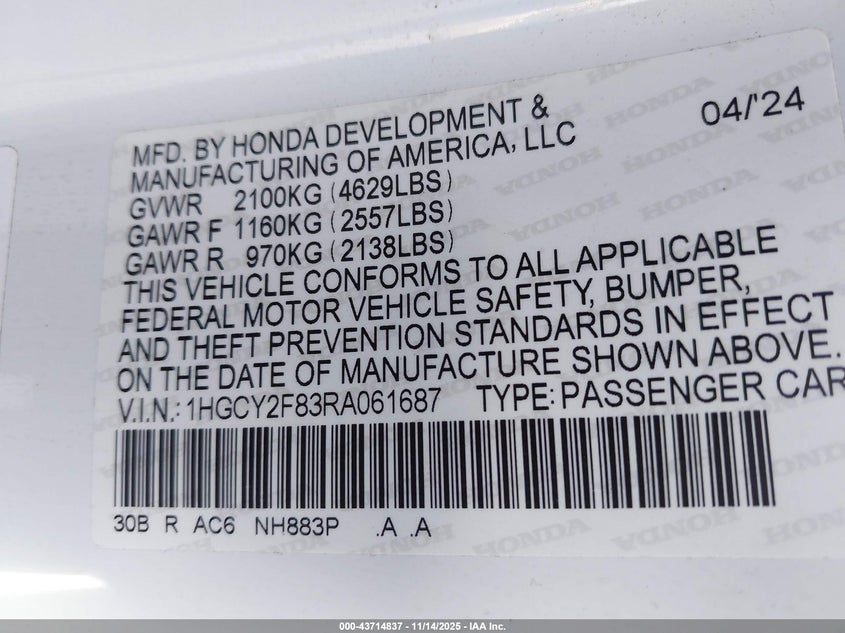 04/'24
MFD. BY HONDA DEVELOPMENT &
MANUFACTURING OF AMERICA, LLC
GVWR 2100KG (4629LBS)
GAWR F 1160KG (2557LBS)
GAWR R 970KG (2138LBS)
THIS VEHICLE CONFORMS TO ALL APPLICABLE
FEDERAL MOTOR VEHICLE SAFETY, BUMPER,
AND THEFT PREVENTION STANDARDS IN EFFECT
ON THE DATE OF MANUFACTURE SHOWN ABOVE.
V.I.N.: 1HGCY2F83RA061687 TYPE: PASSENGER CAR
30B R AC6 NH883P .A .A
000-43714837 - 11/14/2025 - IAA Inc.